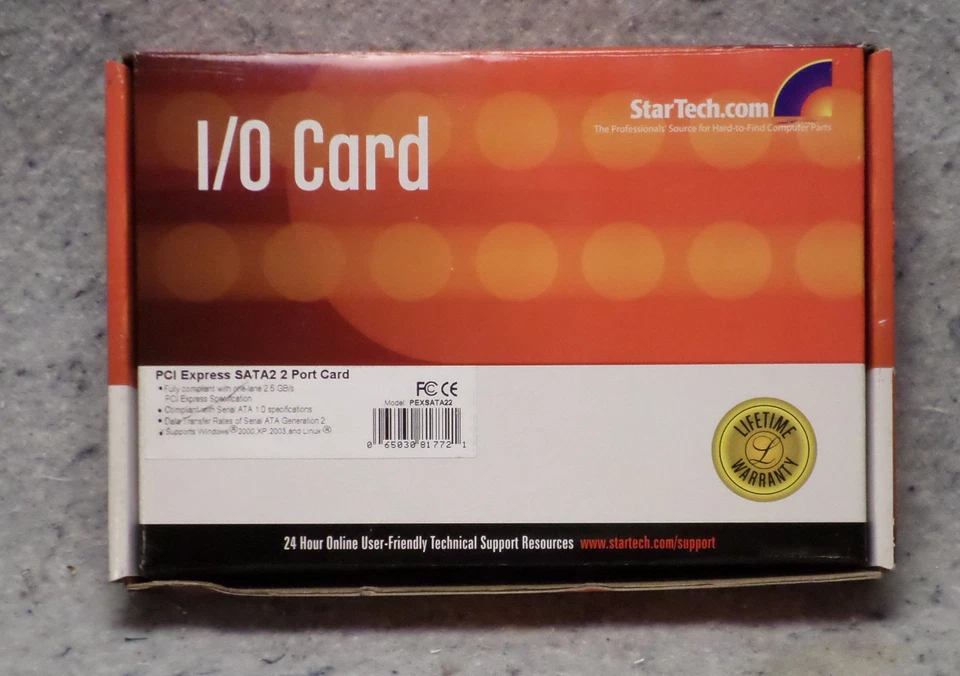 StarTech.com
The Professionals' Source for Hard-to-Find Computer Parts
I/O Card
PCI Express SATA2 2 Port Card
• Fully compliant with one-lane 2.5 GB/s
PCI Express Specification
• Compliant with Serial ATA 1.0 specifications
• Data Transfer Rates of Serial ATA Generation 2
• Supports Windows® 2000, XP, 2003, and Linux®
FC CE
Model: PEXSATA22
0 65030 81772 1
LIFETIME
L
WARRANTY
24 Hour Online User-Friendly Technical Support Resources www.startech.com/support